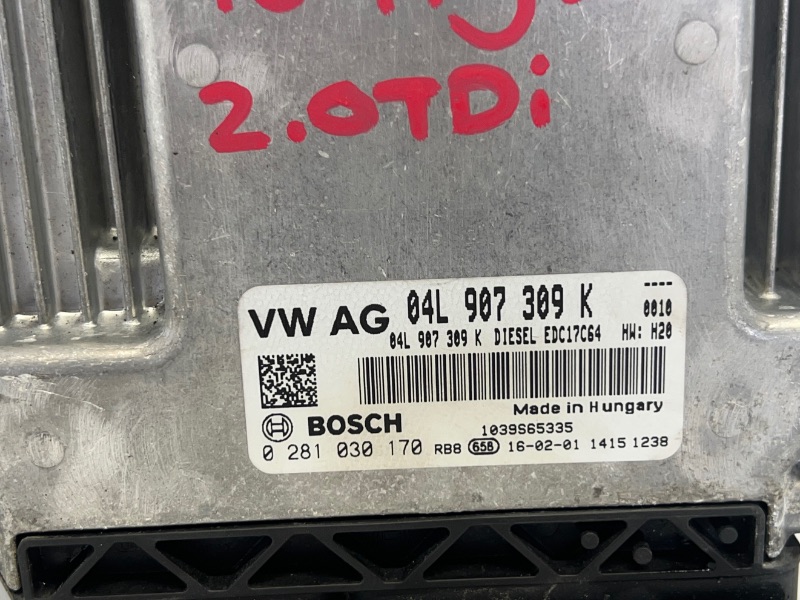 2.0TDi
VW AG 04L 907 309 K ----
0010
04L 907 309 K DIESEL EDC17C64 HW: H20
Made in Hungary
BOSCH 1039S65335
0 281 030 170 RB8 658 16-02-01 1415 1238